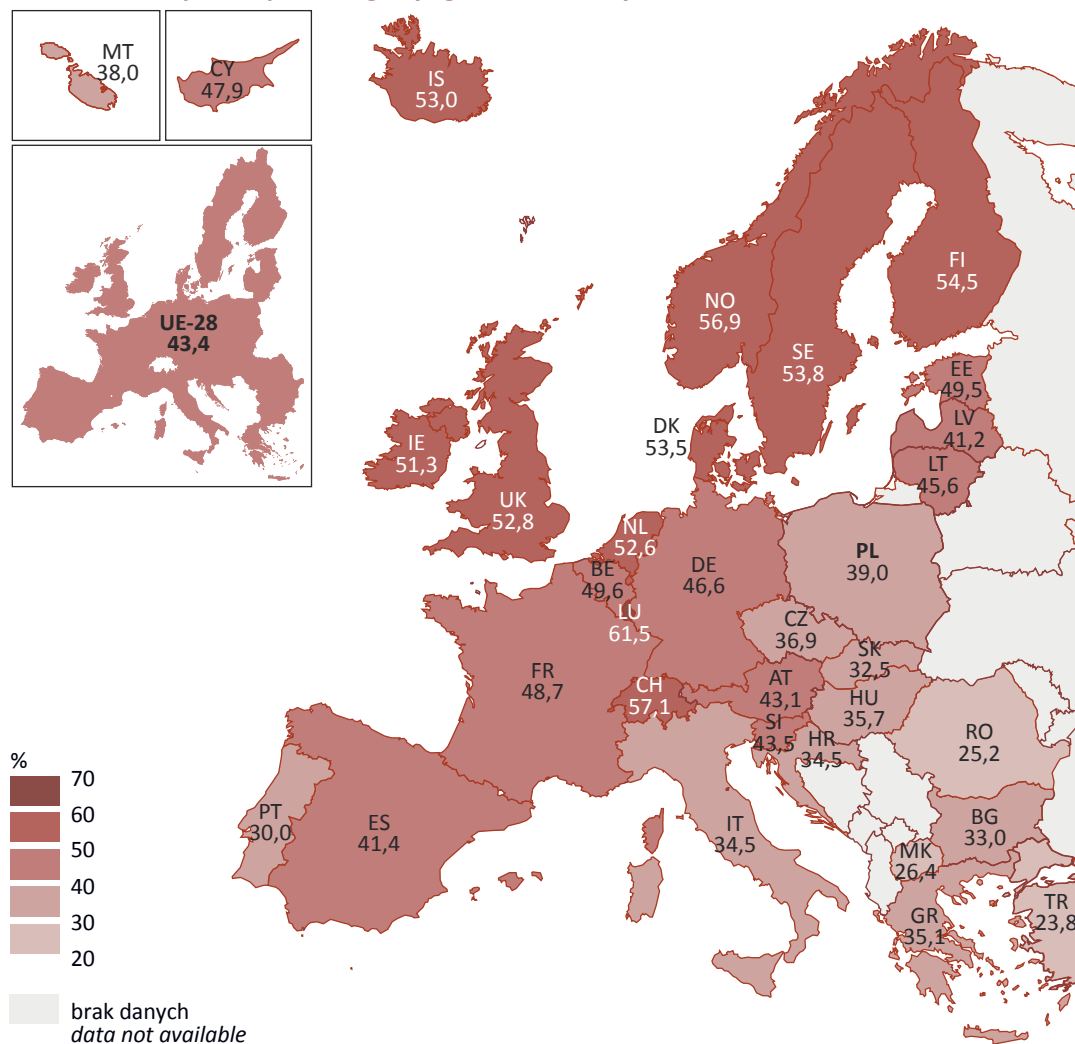 MT
38,0
CY
47,9
IS
53,0
UE-28
43,4
FI
54,5
NO
56,9
SE
53,8
EE
49,5
LV
41,2
LT
45,6
DK
53,5
IE
51,3
UK
52,8
NL
52,6
BE
49,6
LU
61,5
DE
46,6
PL
39,0
CZ
36,9
SK
32,5
FR
48,7
CH
57,1
AT
43,1
HU
35,7
SI
43,5
HR
34,5
RO
25,2
PT
30,0
ES
41,4
IT
34,5
BG
33,0
MK
26,4
GR
35,1
TR
23,8
%
70
60
50
40
30
20
brak danych
data not available